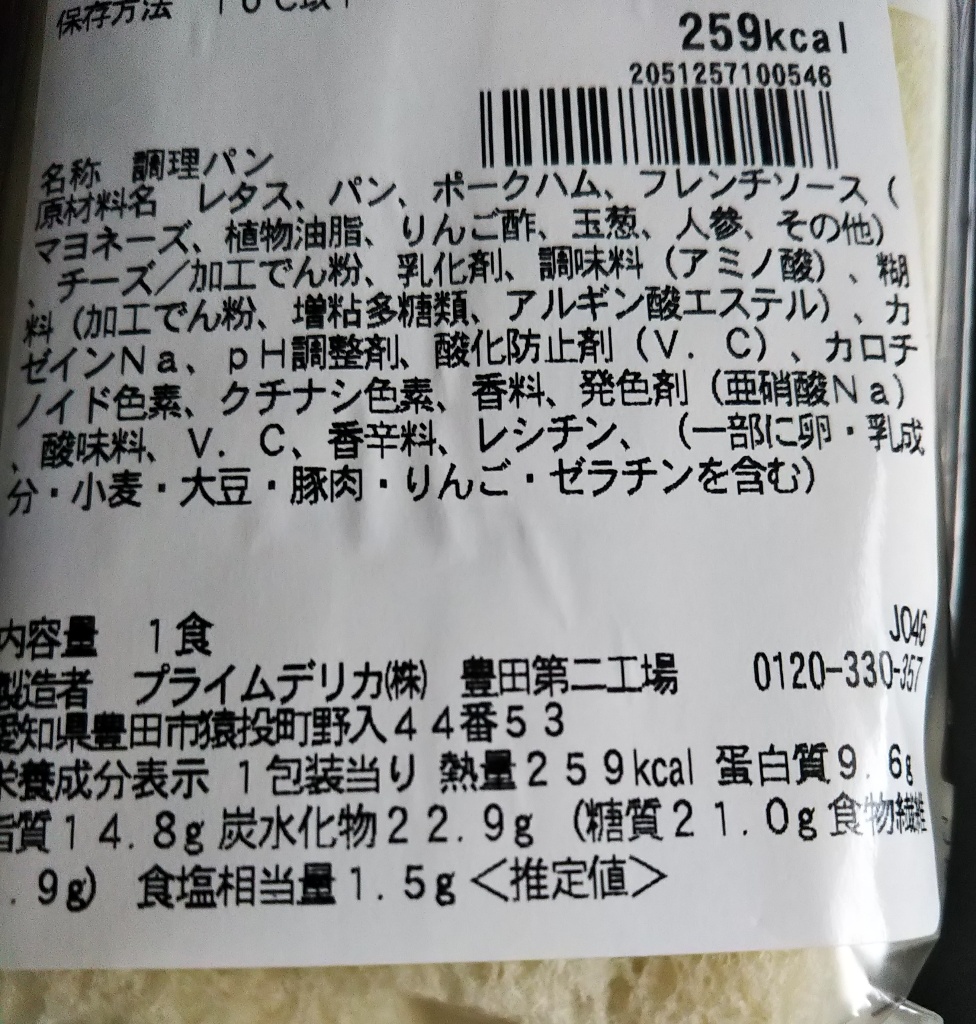 保存方法 10℃以下
259kcal
2051257100546
名称 調理パン
原材料名 レタス、パン、ポークハム、フレンチソース（
マヨネーズ、植物油脂、りんご酢、玉葱、人参、その他）
、チーズ／加工でん粉、乳化剤、調味料（アミノ酸）、糊
料（加工でん粉、増粘多糖類、アルギン酸エステル）、カ
ゼインＮａ、ｐＨ調整剤、酸化防止剤（Ｖ．Ｃ）、カロチ
ノイド色素、クチナシ色素、香料、発色剤（亜硝酸Ｎａ）
、酸味料、Ｖ．Ｃ、香辛料、レシチン、（一部に卵・乳成
分・小麦・大豆・豚肉・りんご・ゼラチンを含む）
J046
内容量 1食
製造者 プライムデリカ㈱ 豊田第二工場 0120-330-357
愛知県豊田市猿投町野入４４番５３
栄養成分表示 1包装当り 熱量２５９kcal 蛋白質９．６g
脂質１４．８g 炭水化物２２．９g（糖質２１．０g 食物繊維
．９g） 食塩相当量１．５g＜推定値＞